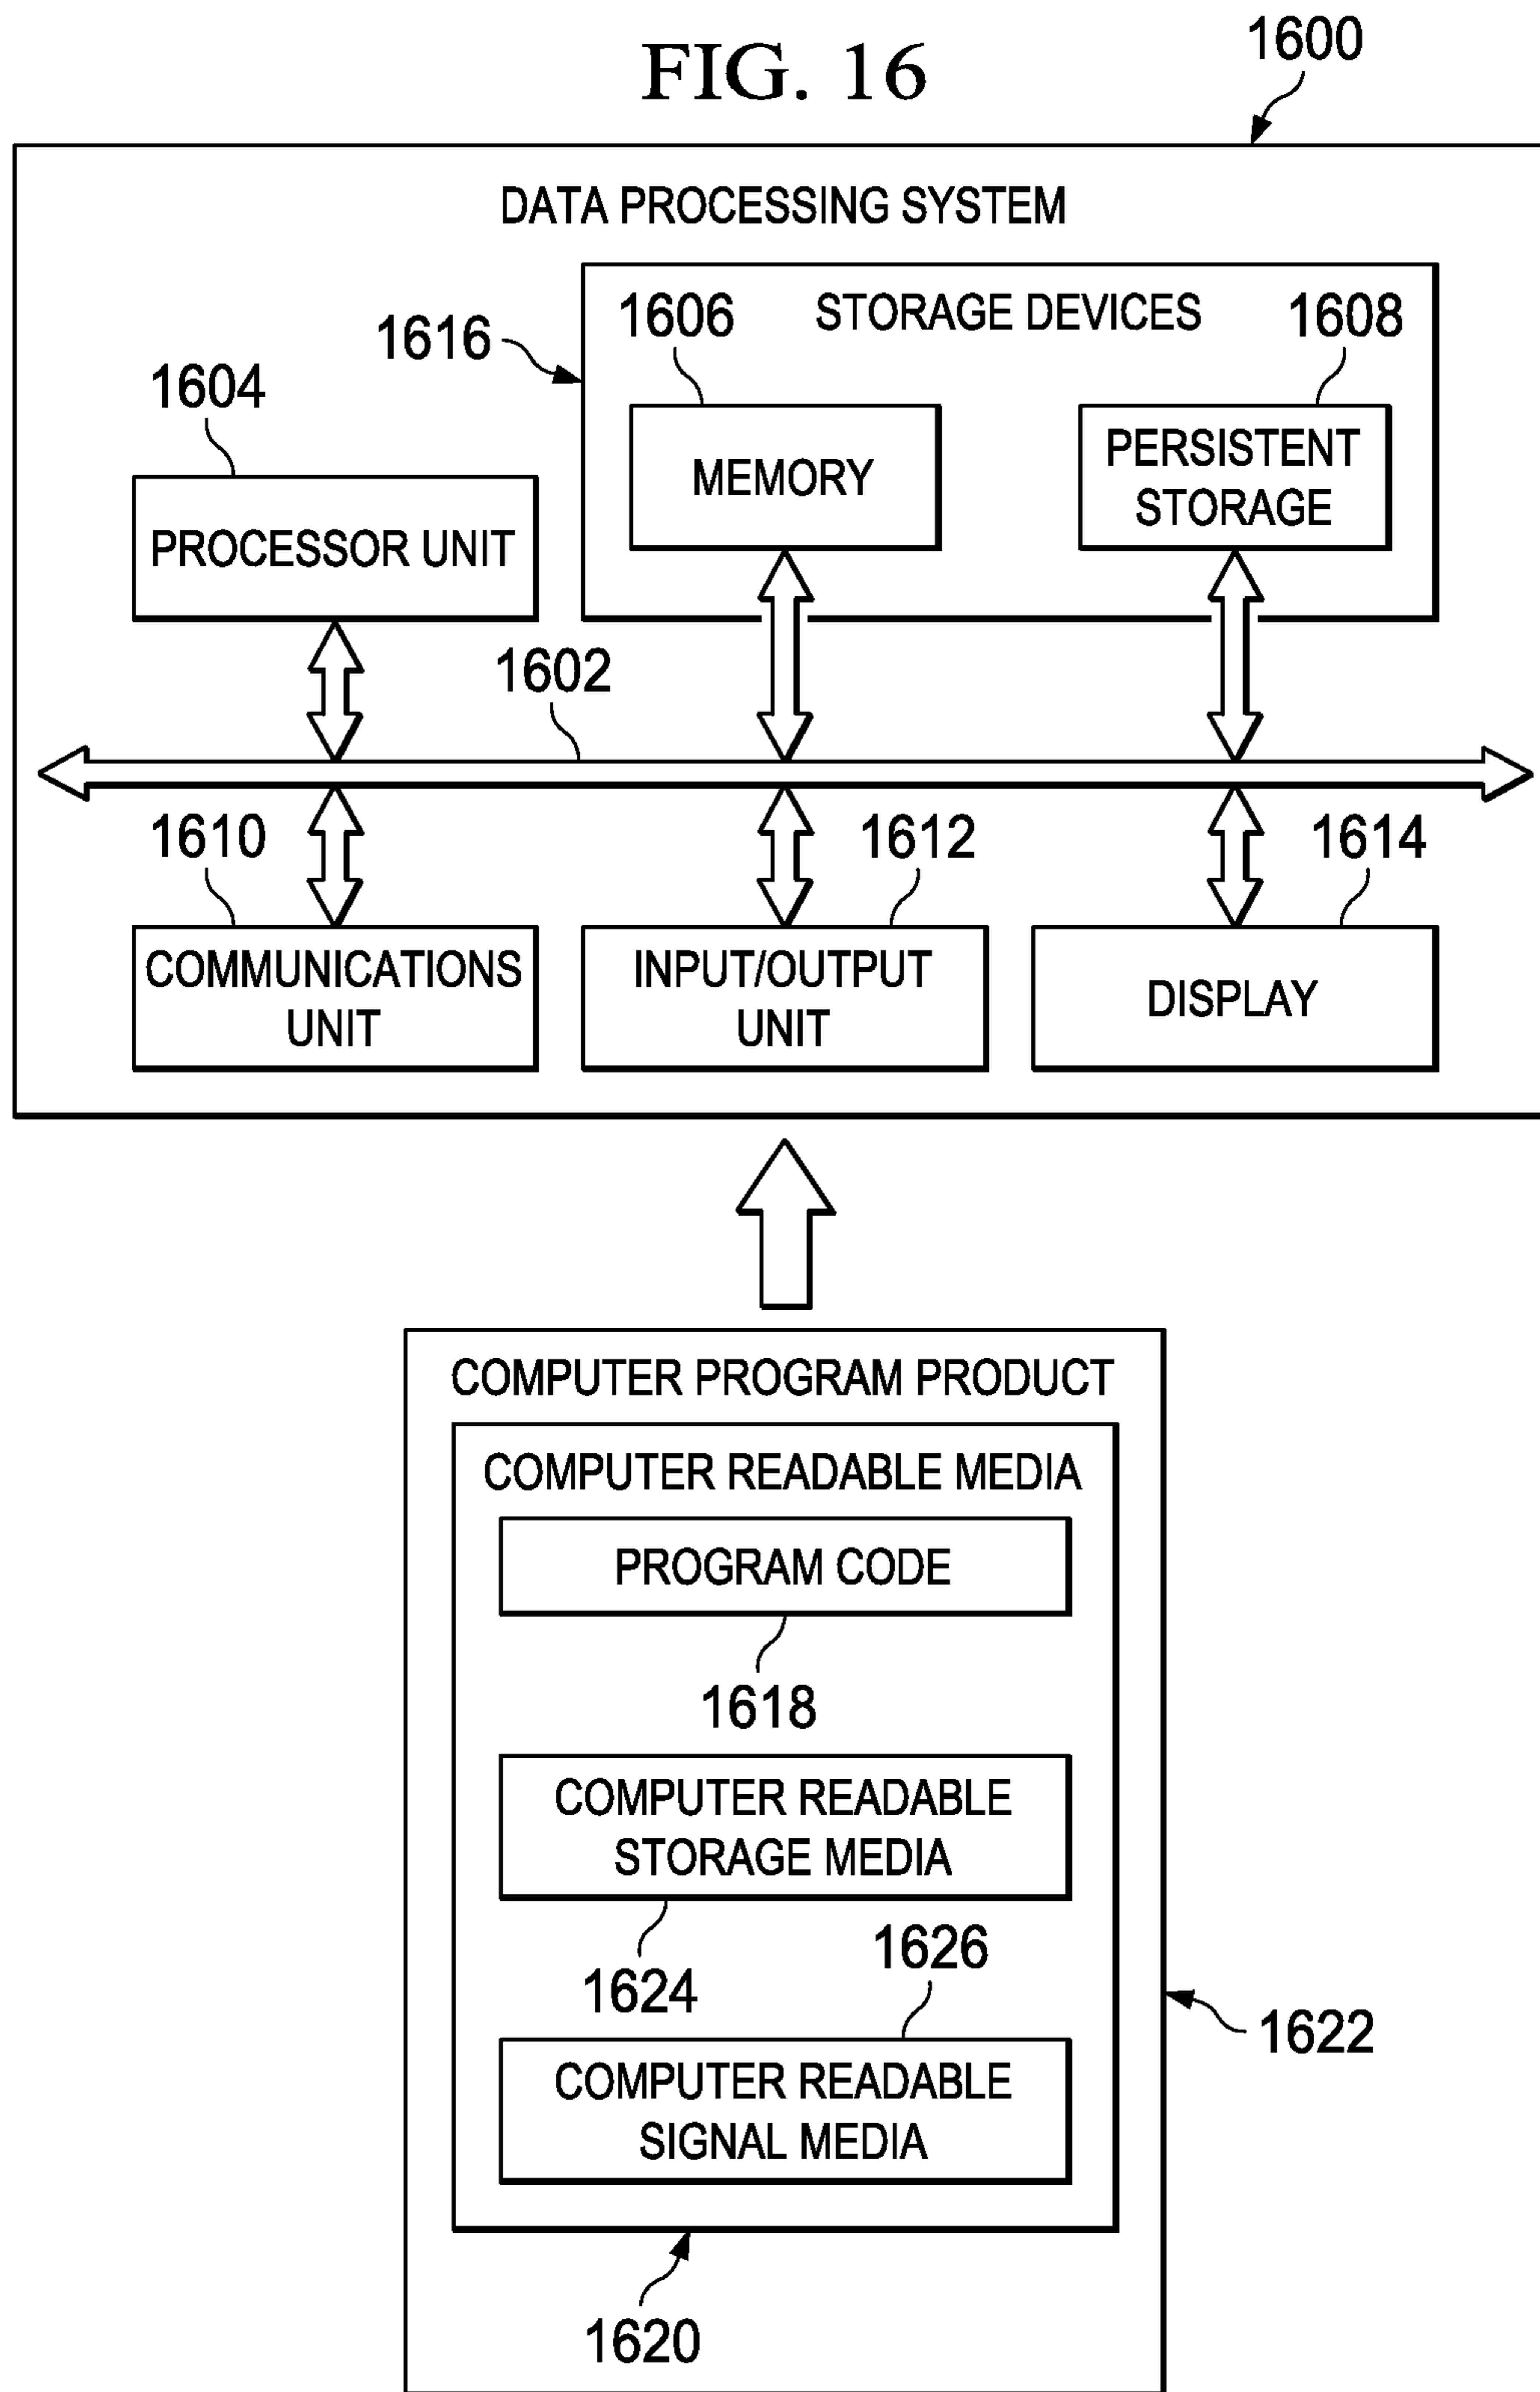 FIG. 16
1600
DATA PROCESSING SYSTEM
1616
1606
STORAGE DEVICES
1608
1604
MEMORY
PERSISTENT
STORAGE
PROCESSOR UNIT
1602
1610
1612
1614
COMMUNICATIONS
UNIT
INPUT/OUTPUT
UNIT
DISPLAY
COMPUTER PROGRAM PRODUCT
COMPUTER READABLE MEDIA
PROGRAM CODE
1618
COMPUTER READABLE
STORAGE MEDIA
1624
1626
1622
COMPUTER READABLE
SIGNAL MEDIA
1620